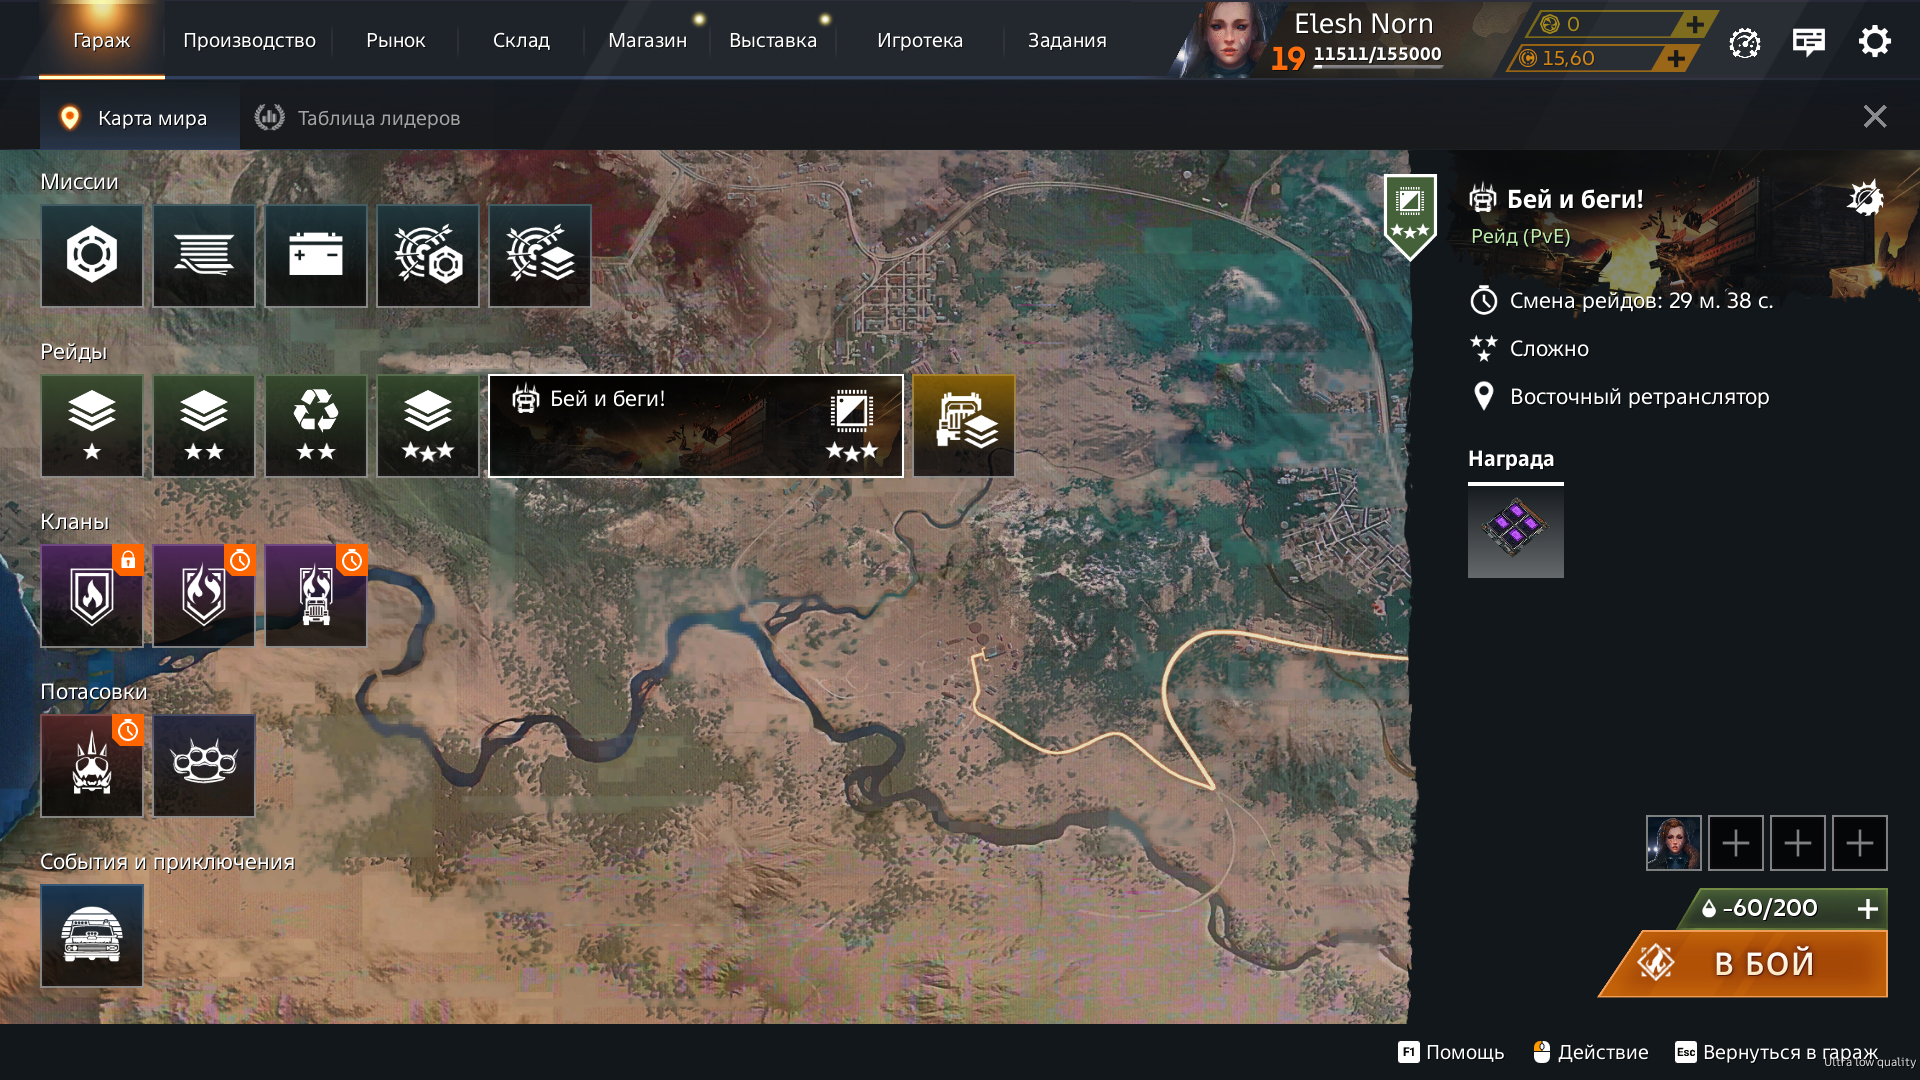 Гараж
Производство
Рынок
Склад
Магазин
Выставка
Игротека
Задания
Elesh Norn
19 11511/155000
0
15,60
Карта мира
Таблица лидеров
Миссии
Рейды
Бей и беги!
Кланы
Потасовки
События и приключения
Бей и беги!
Рейд (PvE)
Смена рейдов: 29 м. 38 с.
Сложно
Восточный ретранслятор
Награда
-60/200
В БОЙ
F1 Помощь
Действие
Esc Вернуться в гараж
Ultra low quality